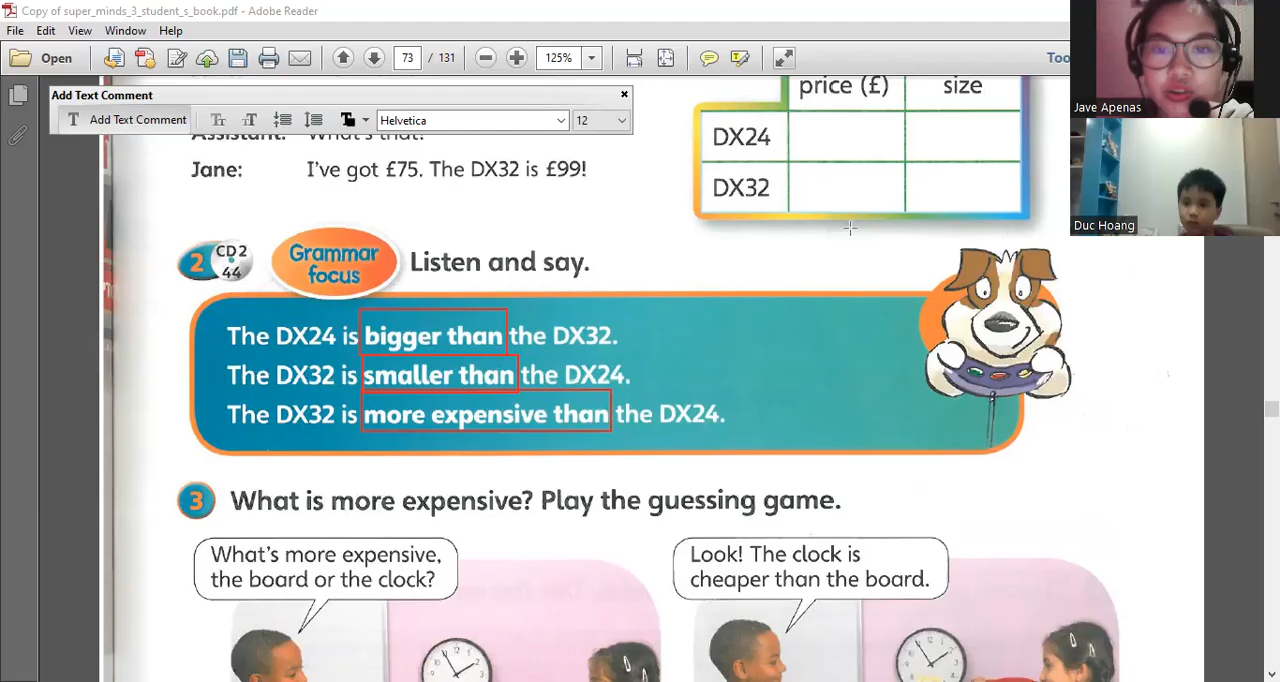 Copy of super_minds_3_student_s_book.pdf - Adobe Reader
File Edit View Window Help
Open 73 / 131 125% Too
Add Text Comment
Add Text Comment Helvetica 12
price (£) size
Assistant: What's that?
DX24
Jane: I've got £75. The DX32 is £99!
DX32
Jave Apenas
Duc Hoang
2 CD2 44 Grammar focus Listen and say.
The DX24 is bigger than the DX32.
The DX32 is smaller than the DX24.
The DX32 is more expensive than the DX24.
3 What is more expensive? Play the guessing game.
What's more expensive,
the board or the clock?
Look! The clock is
cheaper than the board.